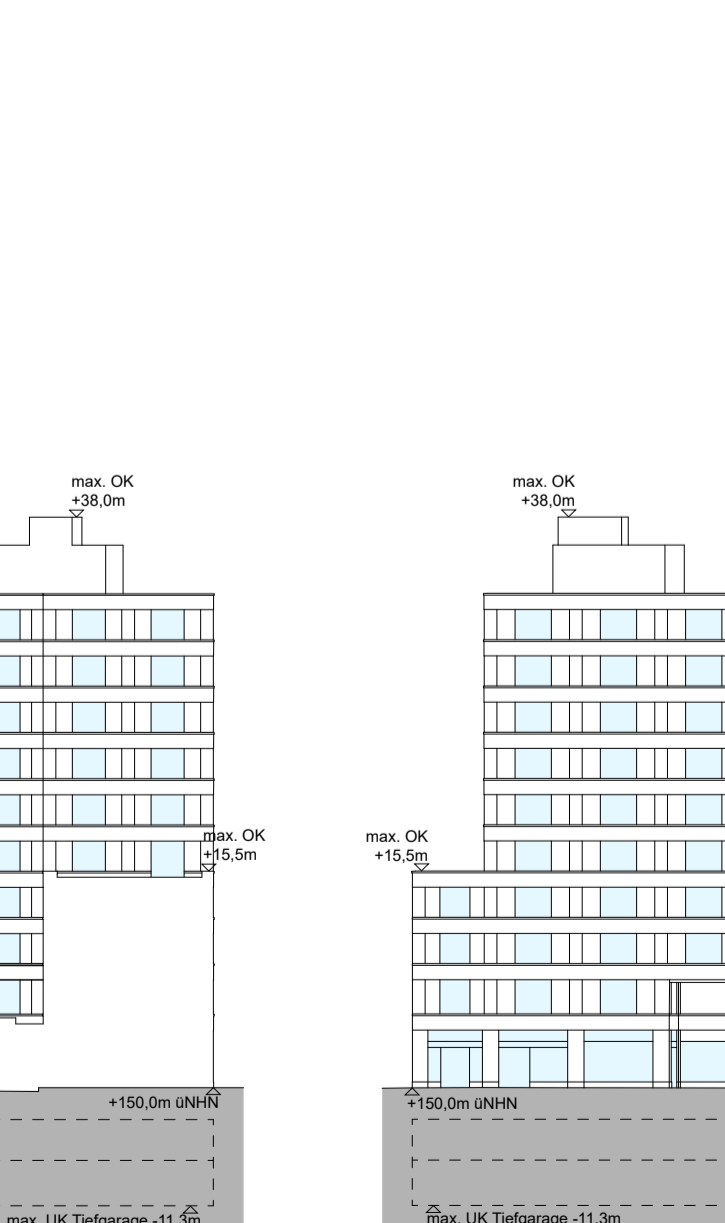 max. OK
+38,0m
max. OK
+38,0m
max. OK
+15,5m
max. OK
+15,5m
+150,0m üNHN
+150,0m üNHN
max. UK Tiefgarage -11,3m
max. UK Tiefgarage -11,3m